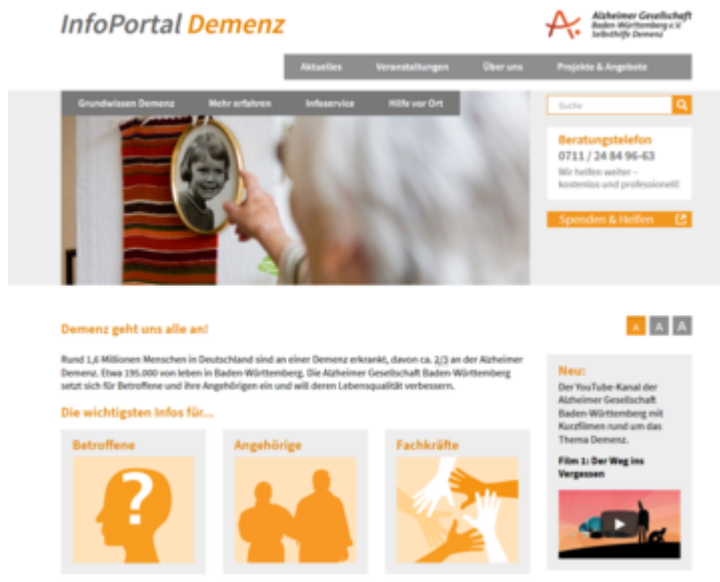 InfoPortal Demenz
Alzheimer Gesellschaft
Baden-Württemberg e.V.
Selbsthilfe Demenz
Aktuelles
Veranstaltungen
Über uns
Projekte & Angebote
Grundwissen Demenz
Mehr erfahren
Infoservice
Hilfe vor Ort
Suche
Beratungstelefon
0711 / 24 84 96-63
Wir helfen weiter –
kostenlos und professionell!
Spenden & Helfen
Demenz geht uns alle an!
A A A
Rund 1,6 Millionen Menschen in Deutschland sind an einer Demenz erkrankt, davon ca. 2/3 an der Alzheimer
Demenz. Etwa 195.000 von leben in Baden-Württemberg. Die Alzheimer Gesellschaft Baden-Württemberg
setzt sich für Betroffene und ihre Angehörigen ein und will deren Lebensqualität verbessern.
Die wichtigsten Infos für...
Betroffene
?
Angehörige
Fachkräfte
Neu:
Der YouTube-Kanal der
Alzheimer Gesellschaft
Baden-Württemberg mit
Kurzfilmen rund um das
Thema Demenz.
Film 1: Der Weg ins
Vergessen